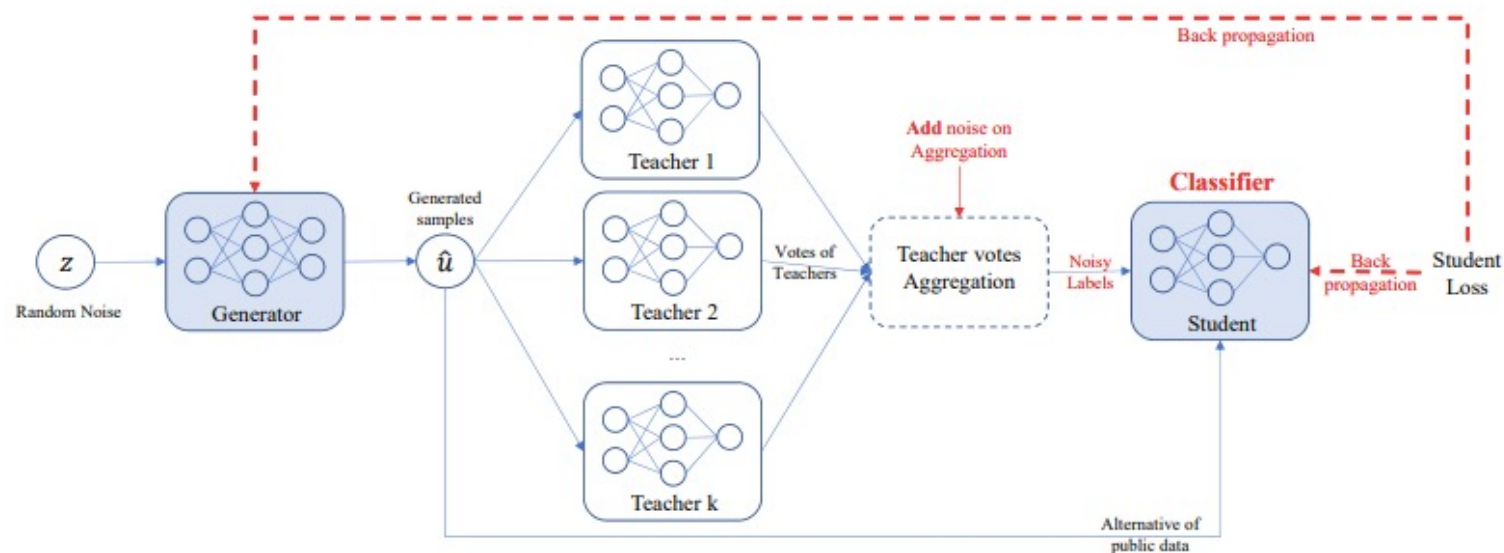 Back propagation
Teacher 1
Add noise on
Aggregation
Classifier
Generated
samples
z
û
Random Noise
Generator
Teacher 2
Votes of
Teachers
Teacher votes
Aggregation
Noisy
Labels
Student
Back
propagation
Student
Loss
...
Teacher k
Alternative of
public data